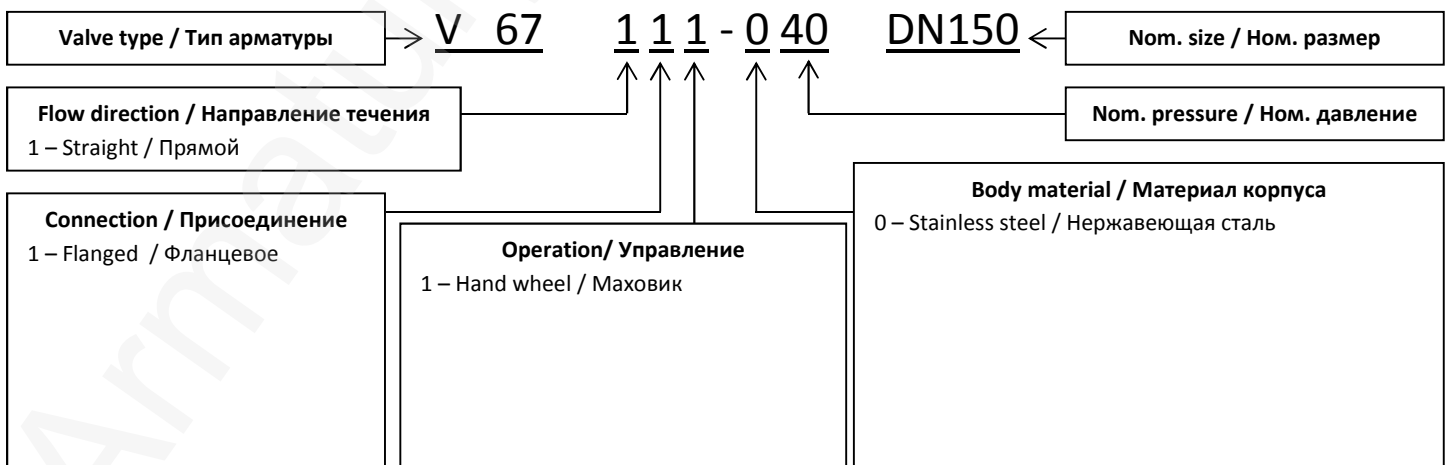 Valve type / Тип арматуры
V 67 1 1 1 - 0 40 DN150
Nom. size / Ном. размер
Flow direction / Направление течения
1 – Straight / Прямой
Nom. pressure / Ном. давление
Connection / Присоединение
1 – Flanged / Фланцевое
Operation/ Управление
1 – Hand wheel / Маховик
Body material / Материал корпуса
0 – Stainless steel / Нержавеющая сталь